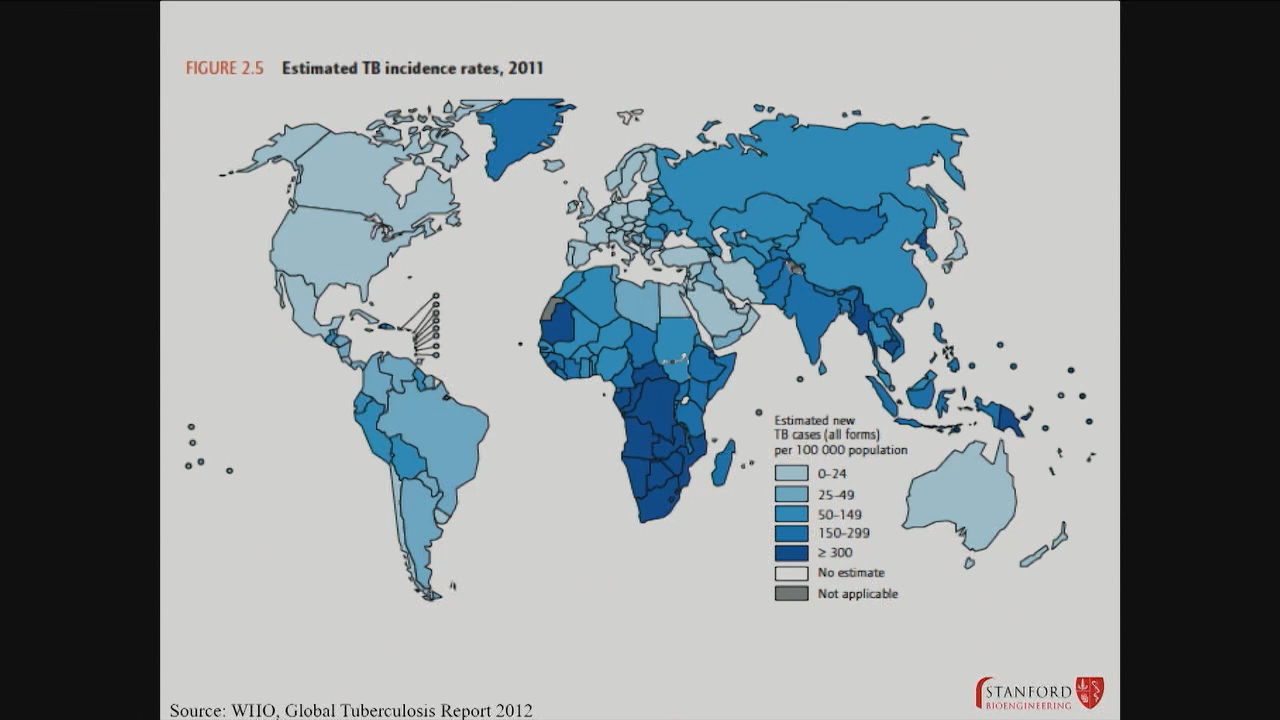 FIGURE 2.5 Estimated TB incidence rates, 2011
Estimated new
TB cases (all forms)
per 100 000 population
0–24
25–49
50–149
150–299
≥ 300
No estimate
Not applicable
STANFORD
BIOENGINEERING
Source: WHO, Global Tuberculosis Report 2012